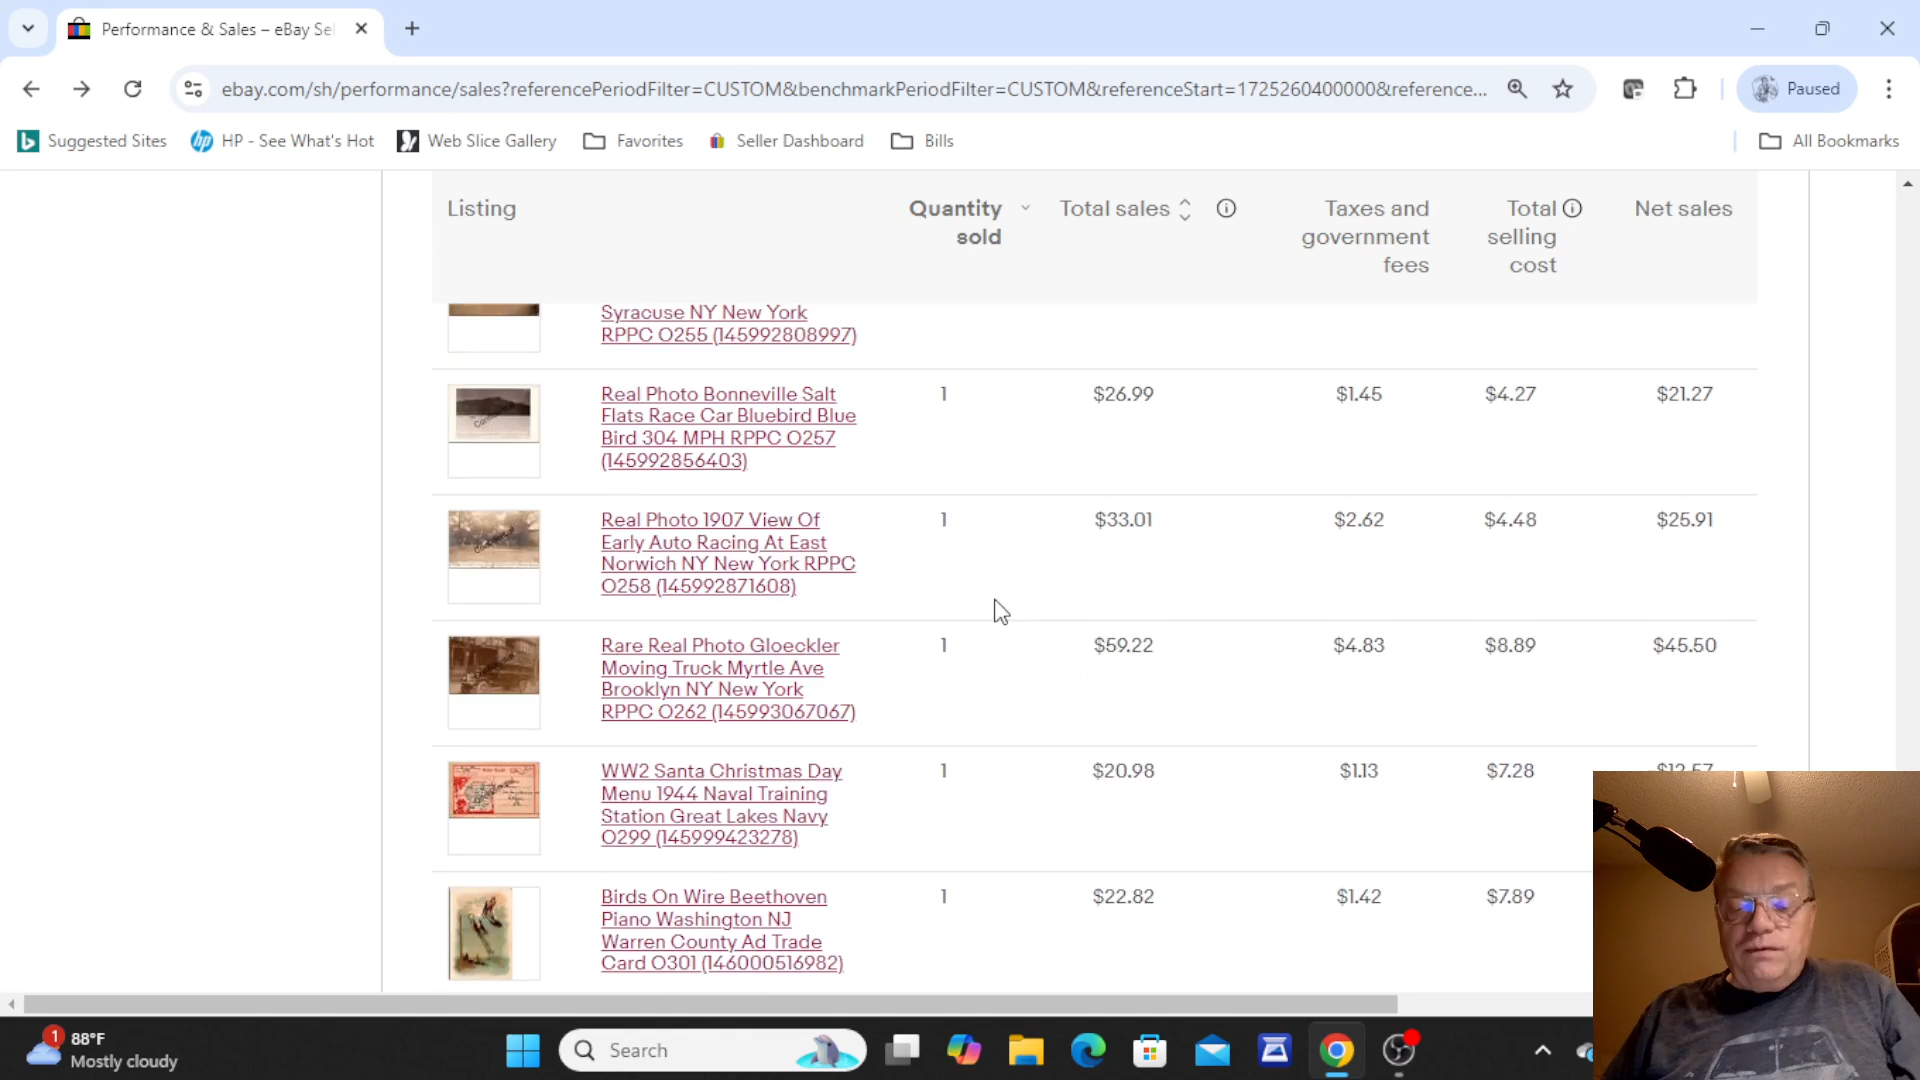 Performance & Sales – eBay Sel
ebay.com/sh/performance/sales?referencePeriodFilter=CUSTOM&benchmarkPeriodFilter=CUSTOM&referenceStart=1725260400000&reference...
Paused
Suggested Sites
HP - See What's Hot
Web Slice Gallery
Favorites
Seller Dashboard
Bills
All Bookmarks
Listing
Quantity sold
Total sales
Taxes and government fees
Total selling cost
Net sales
Syracuse NY New York
RPPC O255 (145992808997)
Real Photo Bonneville Salt 1 $26.99 $1.45 $4.27 $21.27
Flats Race Car Bluebird Blue
Bird 304 MPH RPPC O257
(145992856403)
Real Photo 1907 View Of 1 $33.01 $2.62 $4.48 $25.91
Early Auto Racing At East
Norwich NY New York RPPC
O258 (145992871608)
Rare Real Photo Gloeckler 1 $59.22 $4.83 $8.89 $45.50
Moving Truck Myrtle Ave
Brooklyn NY New York
RPPC O262 (145993067067)
WW2 Santa Christmas Day 1 $20.98 $1.13 $7.28 $12.57
Menu 1944 Naval Training
Station Great Lakes Navy
O299 (145999423278)
Birds On Wire Beethoven 1 $22.82 $1.42 $7.89
Piano Washington NJ
Warren County Ad Trade
Card O301 (146000516982)
1
88°F
Mostly cloudy
Search